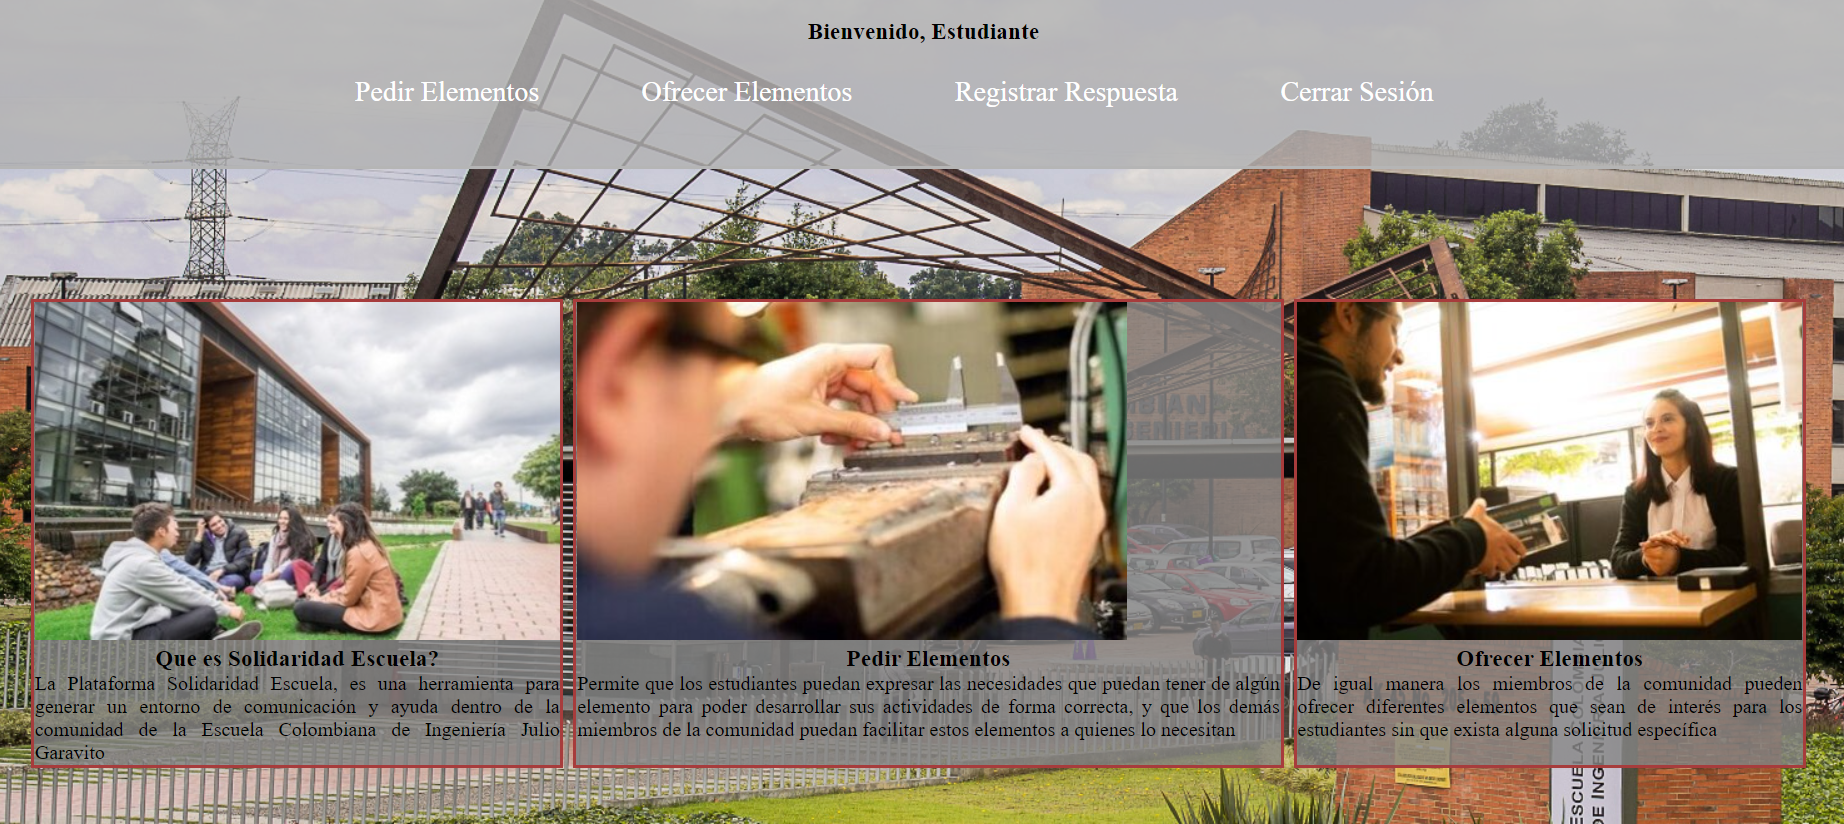 Bienvenido, Estudiante
Pedir Elementos
Ofrecer Elementos
Registrar Respuesta
Cerrar Sesión
Que es Solidaridad Escuela?
La Plataforma Solidaridad Escuela, es una herramienta para
generar un entorno de comunicación y ayuda dentro de la
comunidad de la Escuela Colombiana de Ingeniería Julio
Garavito
Pedir Elementos
Permite que los estudiantes puedan expresar las necesidades que puedan tener de algún
elemento para poder desarrollar sus actividades de forma correcta, y que los demás
miembros de la comunidad puedan facilitar estos elementos a quienes lo necesitan
Ofrecer Elementos
De igual manera los miembros de la comunidad pueden
ofrecer diferentes elementos que sean de interés para los
estudiantes sin que exista alguna solicitud específica
ESCUELA
DE INGEN